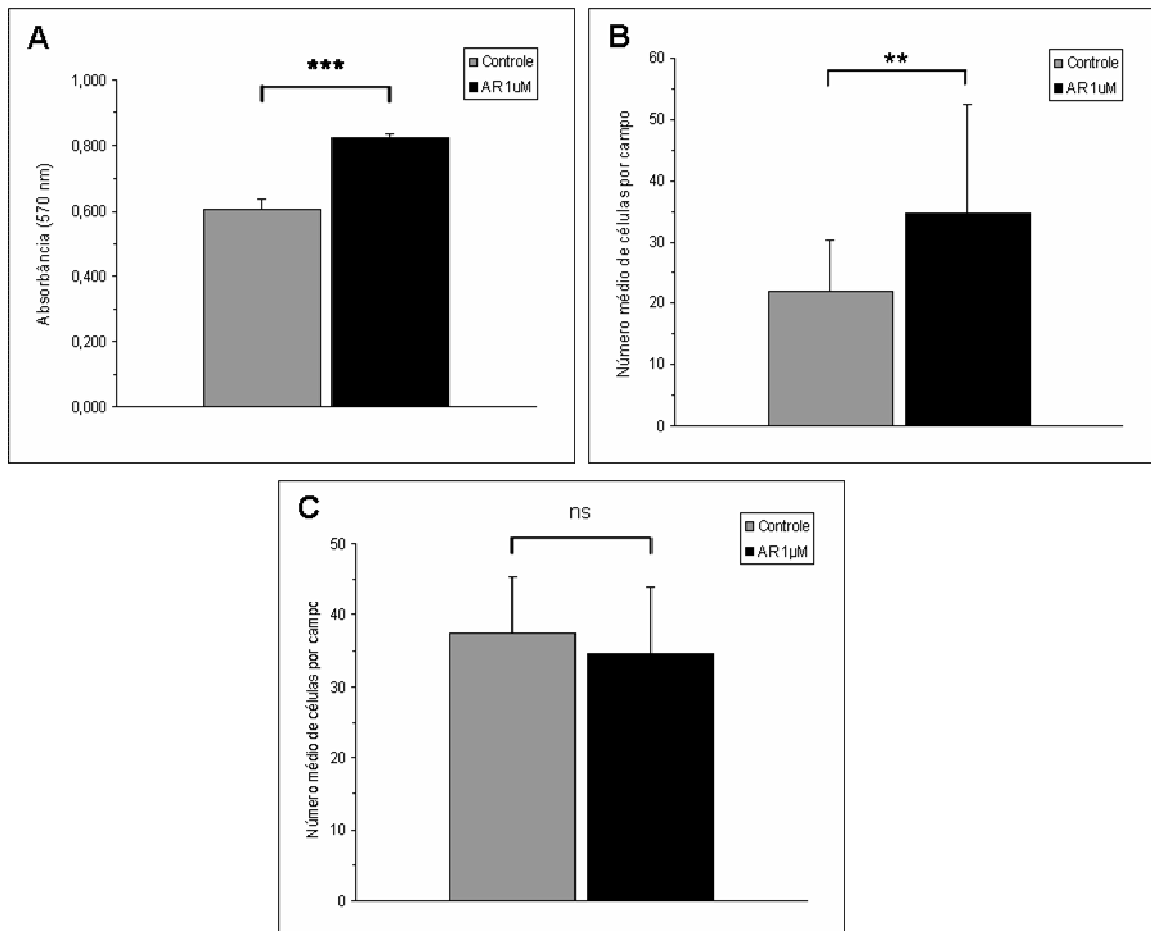 A
Controle
AR1uM
***
1,000
0,800
0,600
0,400
0,200
0,000
Absorbância (570 nm)
B
Controle
AR1uM
**
60
50
40
30
20
10
0
Número médio de células por campo
C
ns
Controle
AR1µM
50
40
30
20
10
0
Número médio de células por campo